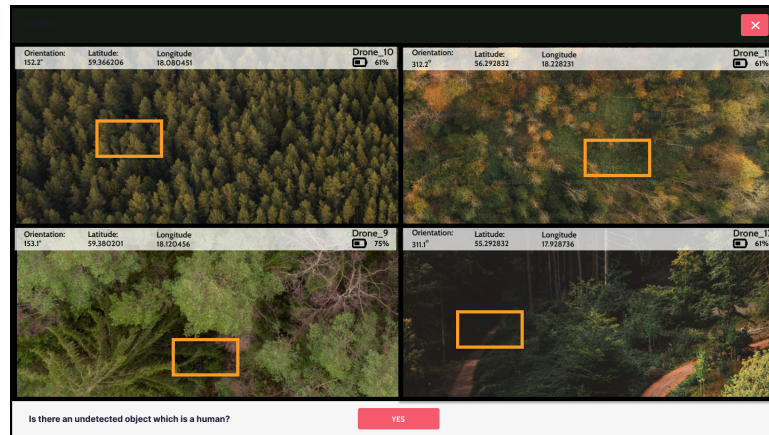 Orientation: Latitude: Longitude Drone_10
152.2° 59.366206 18.080451 61%
Orientation: Latitude: Longitude
312.2° 56.292832 18.228231 61%
Orientation: Latitude: Longitude Drone_9
153.1° 59.380201 18.120456 75%
Orientation: Latitude: Longitude
311.1° 55.292832 17.928736 61%
Is there an undetected object which is a human? YES